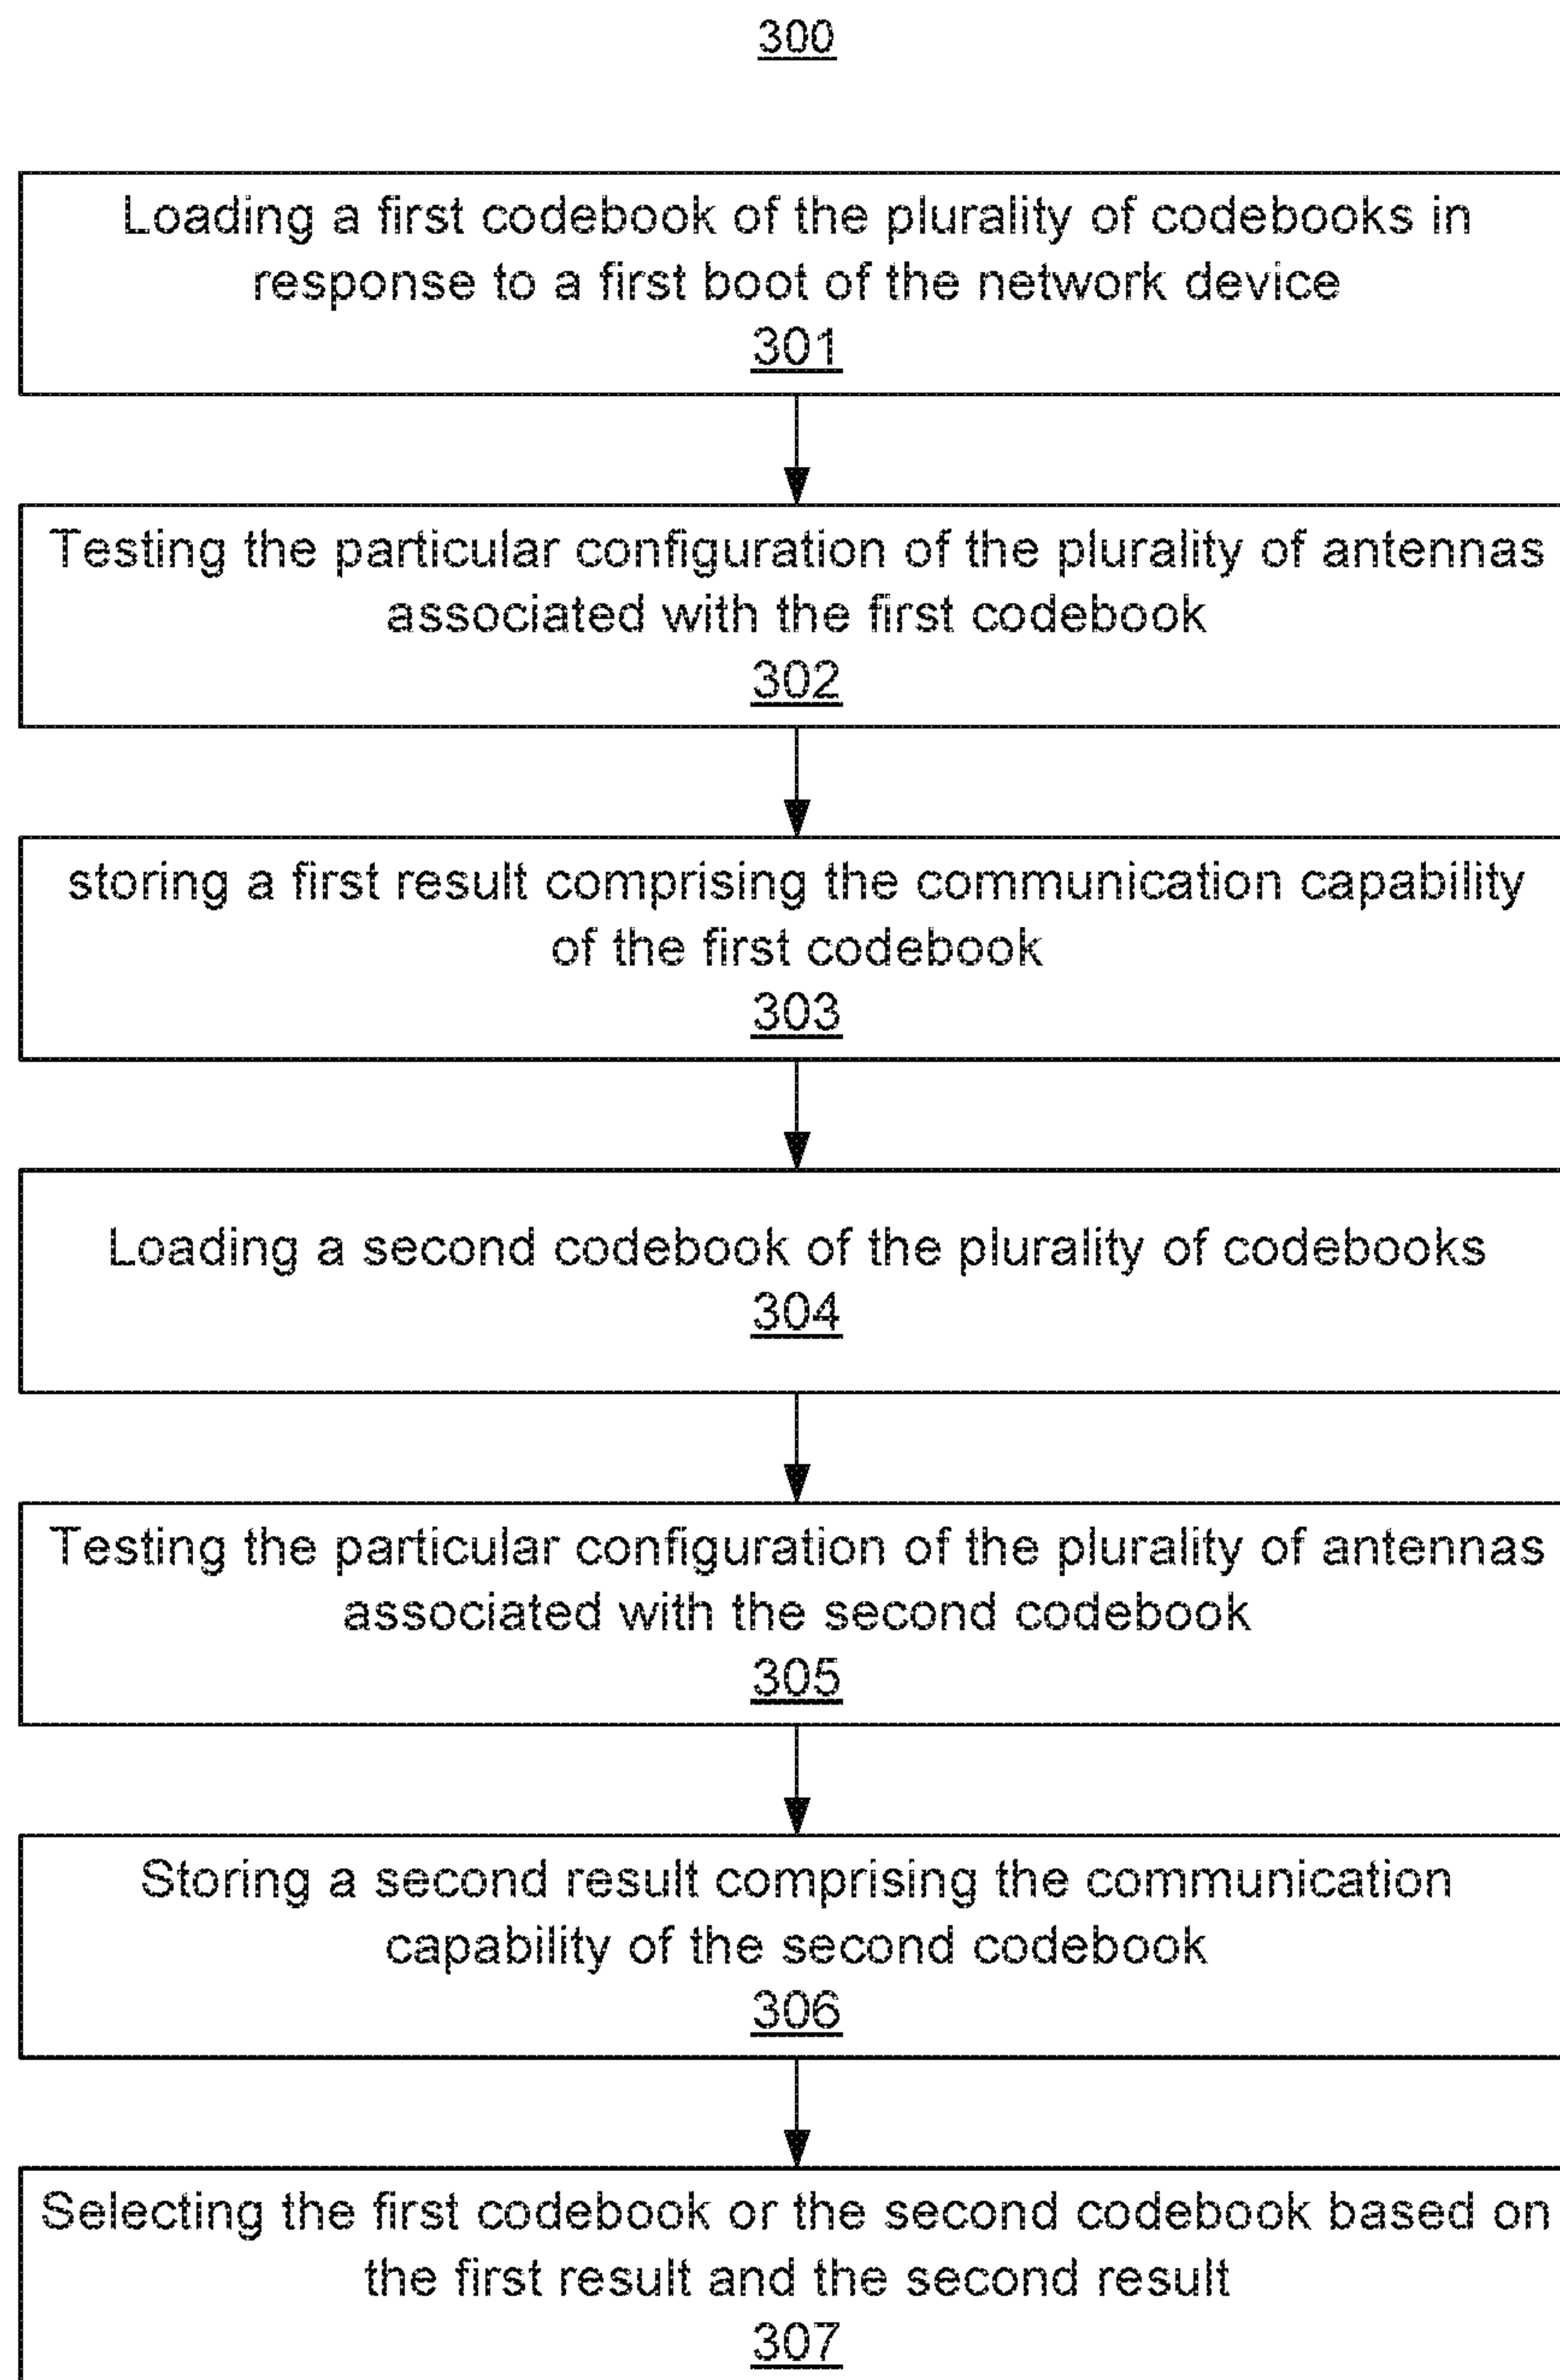 300
Loading a first codebook of the plurality of codebooks in
response to a first boot of the network device
301
Testing the particular configuration of the plurality of antennas
associated with the first codebook
302
storing a first result comprising the communication capability
of the first codebook
303
Loading a second codebook of the plurality of codebooks
304
Testing the particular configuration of the plurality of antennas
associated with the second codebook
305
Storing a second result comprising the communication
capability of the second codebook
306
Selecting the first codebook or the second codebook based on
the first result and the second result
307